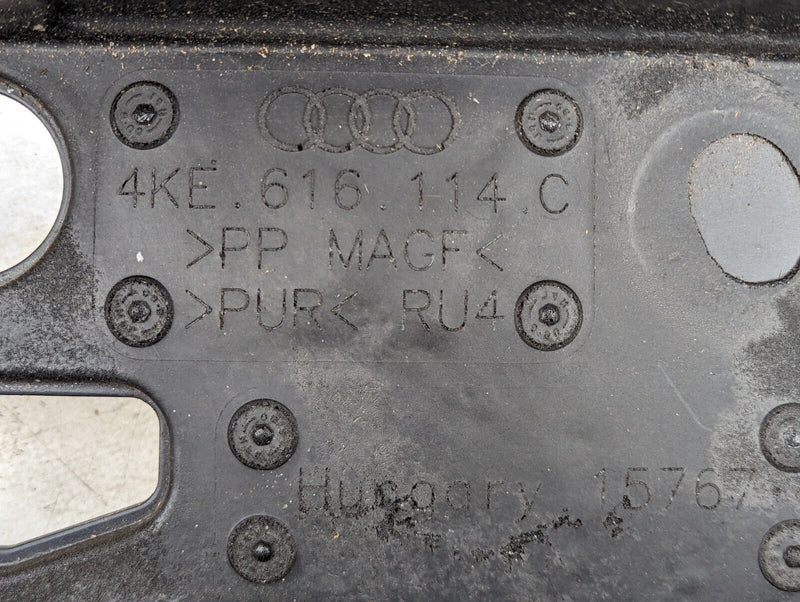 4KE.616.114.C
>PP MAGF<
>PUR< RU4
Hungary 15767